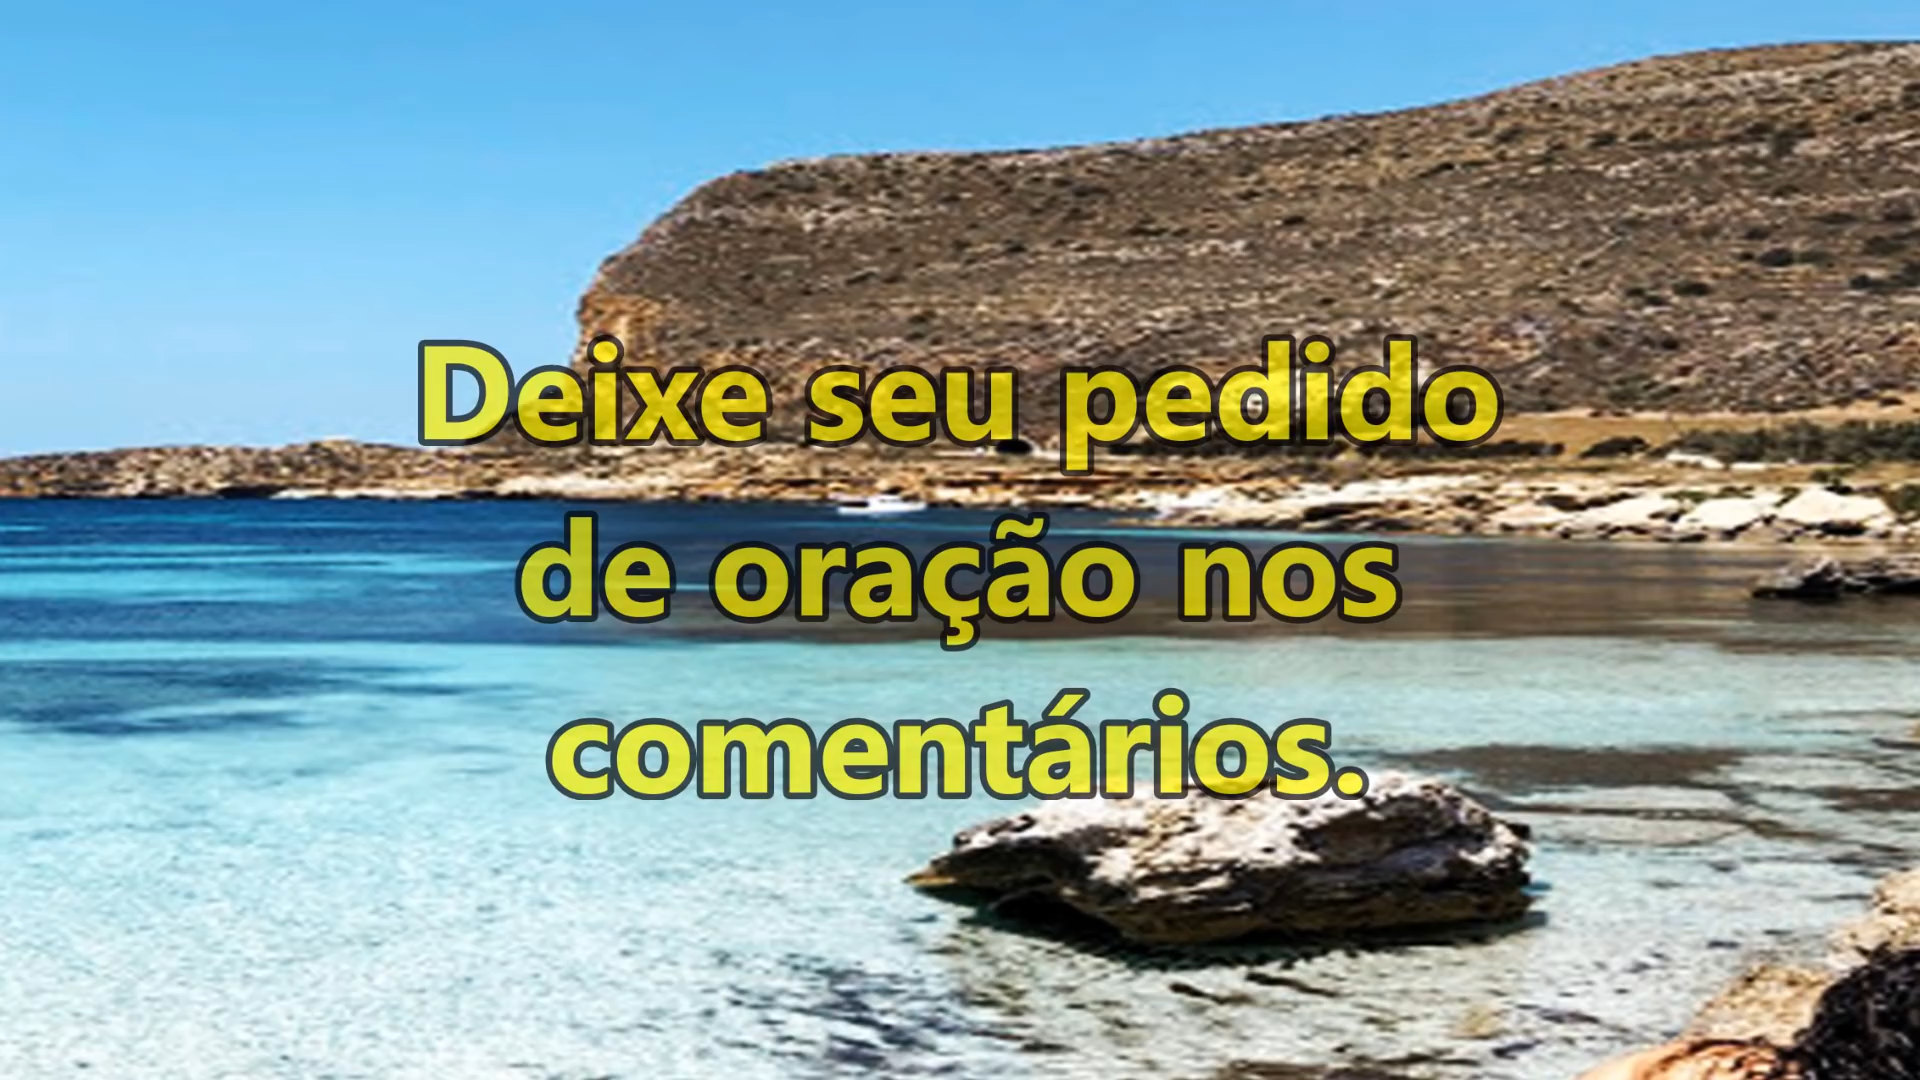 Deixe seu pedido
de oração nos
comentários.